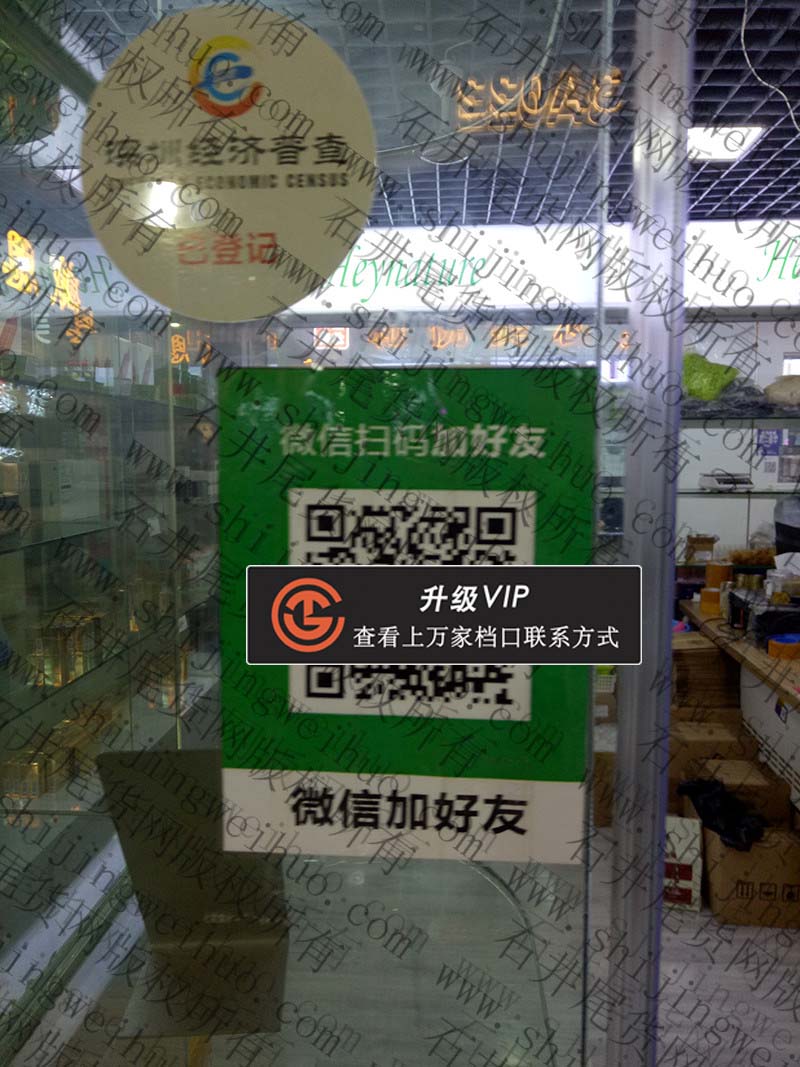 经济普查
ECONOMIC CENSUS
已登记
Heynature
微信扫码加好友
升级VIP
查看上万家档口联系方式
微信加好友
石井尾货网版权所有
www.shijingweihuo.com